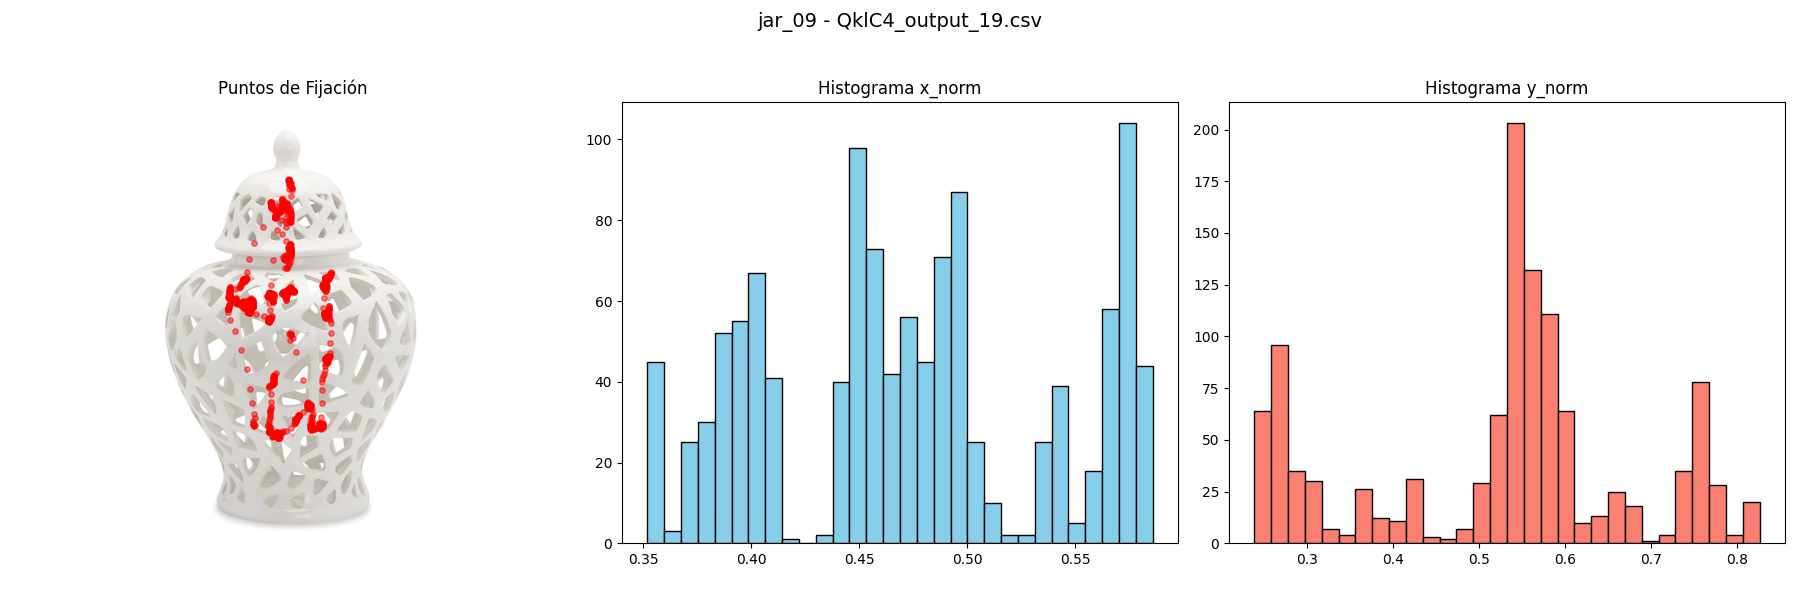 jar_09 - QklC4_output_19.csv
Puntos de Fijación
Histograma x_norm
Histograma y_norm
100
80
60
40
20
0
0.35 0.40 0.45 0.50 0.55
200
175
150
125
100
75
50
25
0
0.3 0.4 0.5 0.6 0.7 0.8